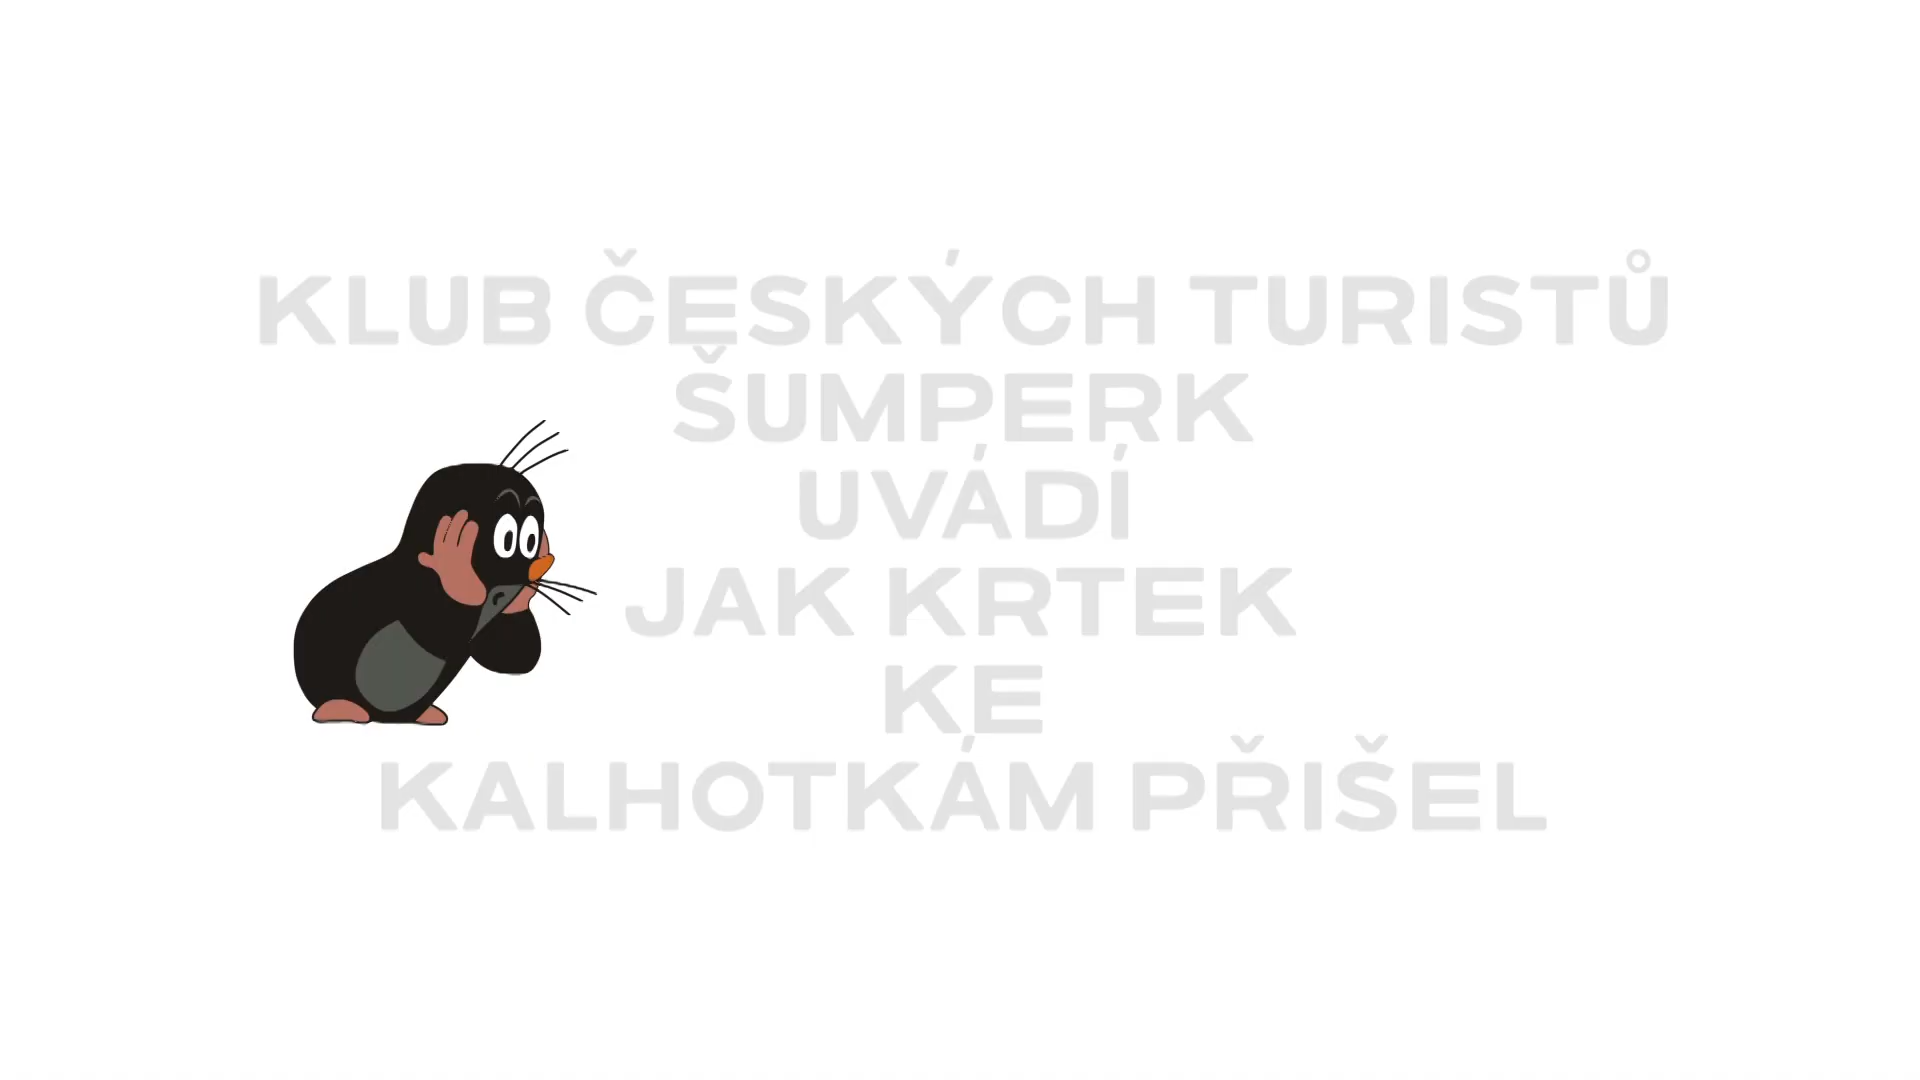 KLUB ČESKÝCH TURISTŮ
ŠUMPERK
UVÁDÍ
JAK KRTEK
KE
KALHOTKÁM PŘIŠEL